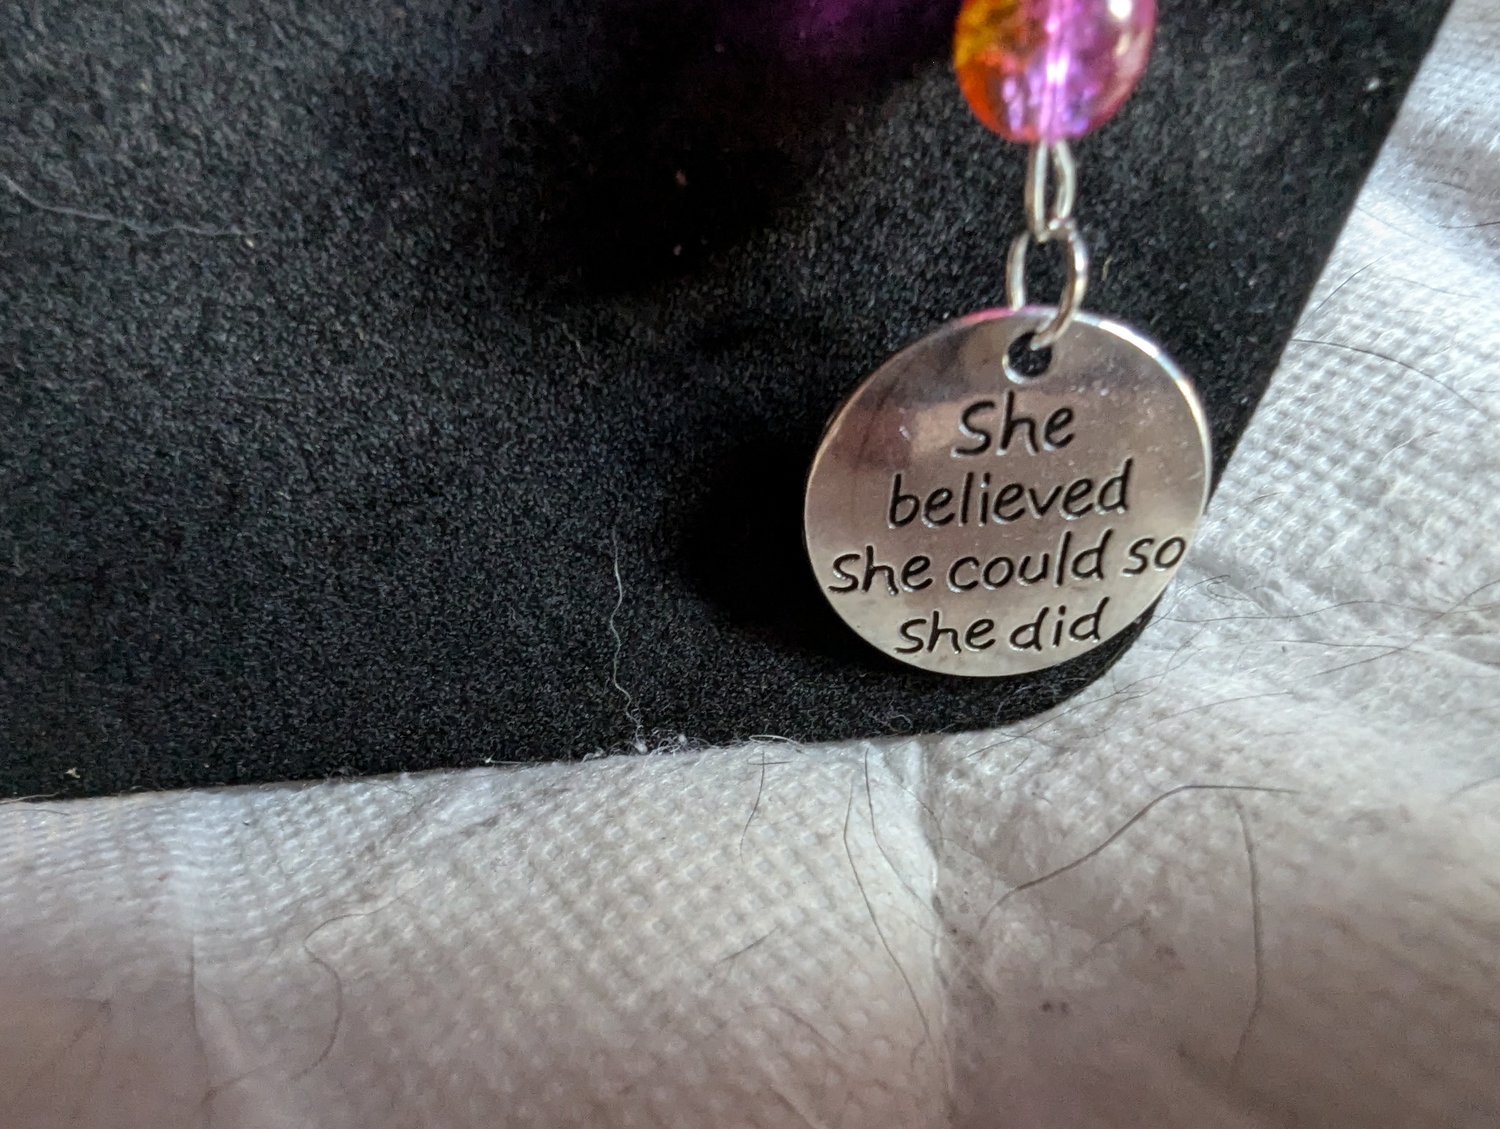 She
believed
she could so
she did